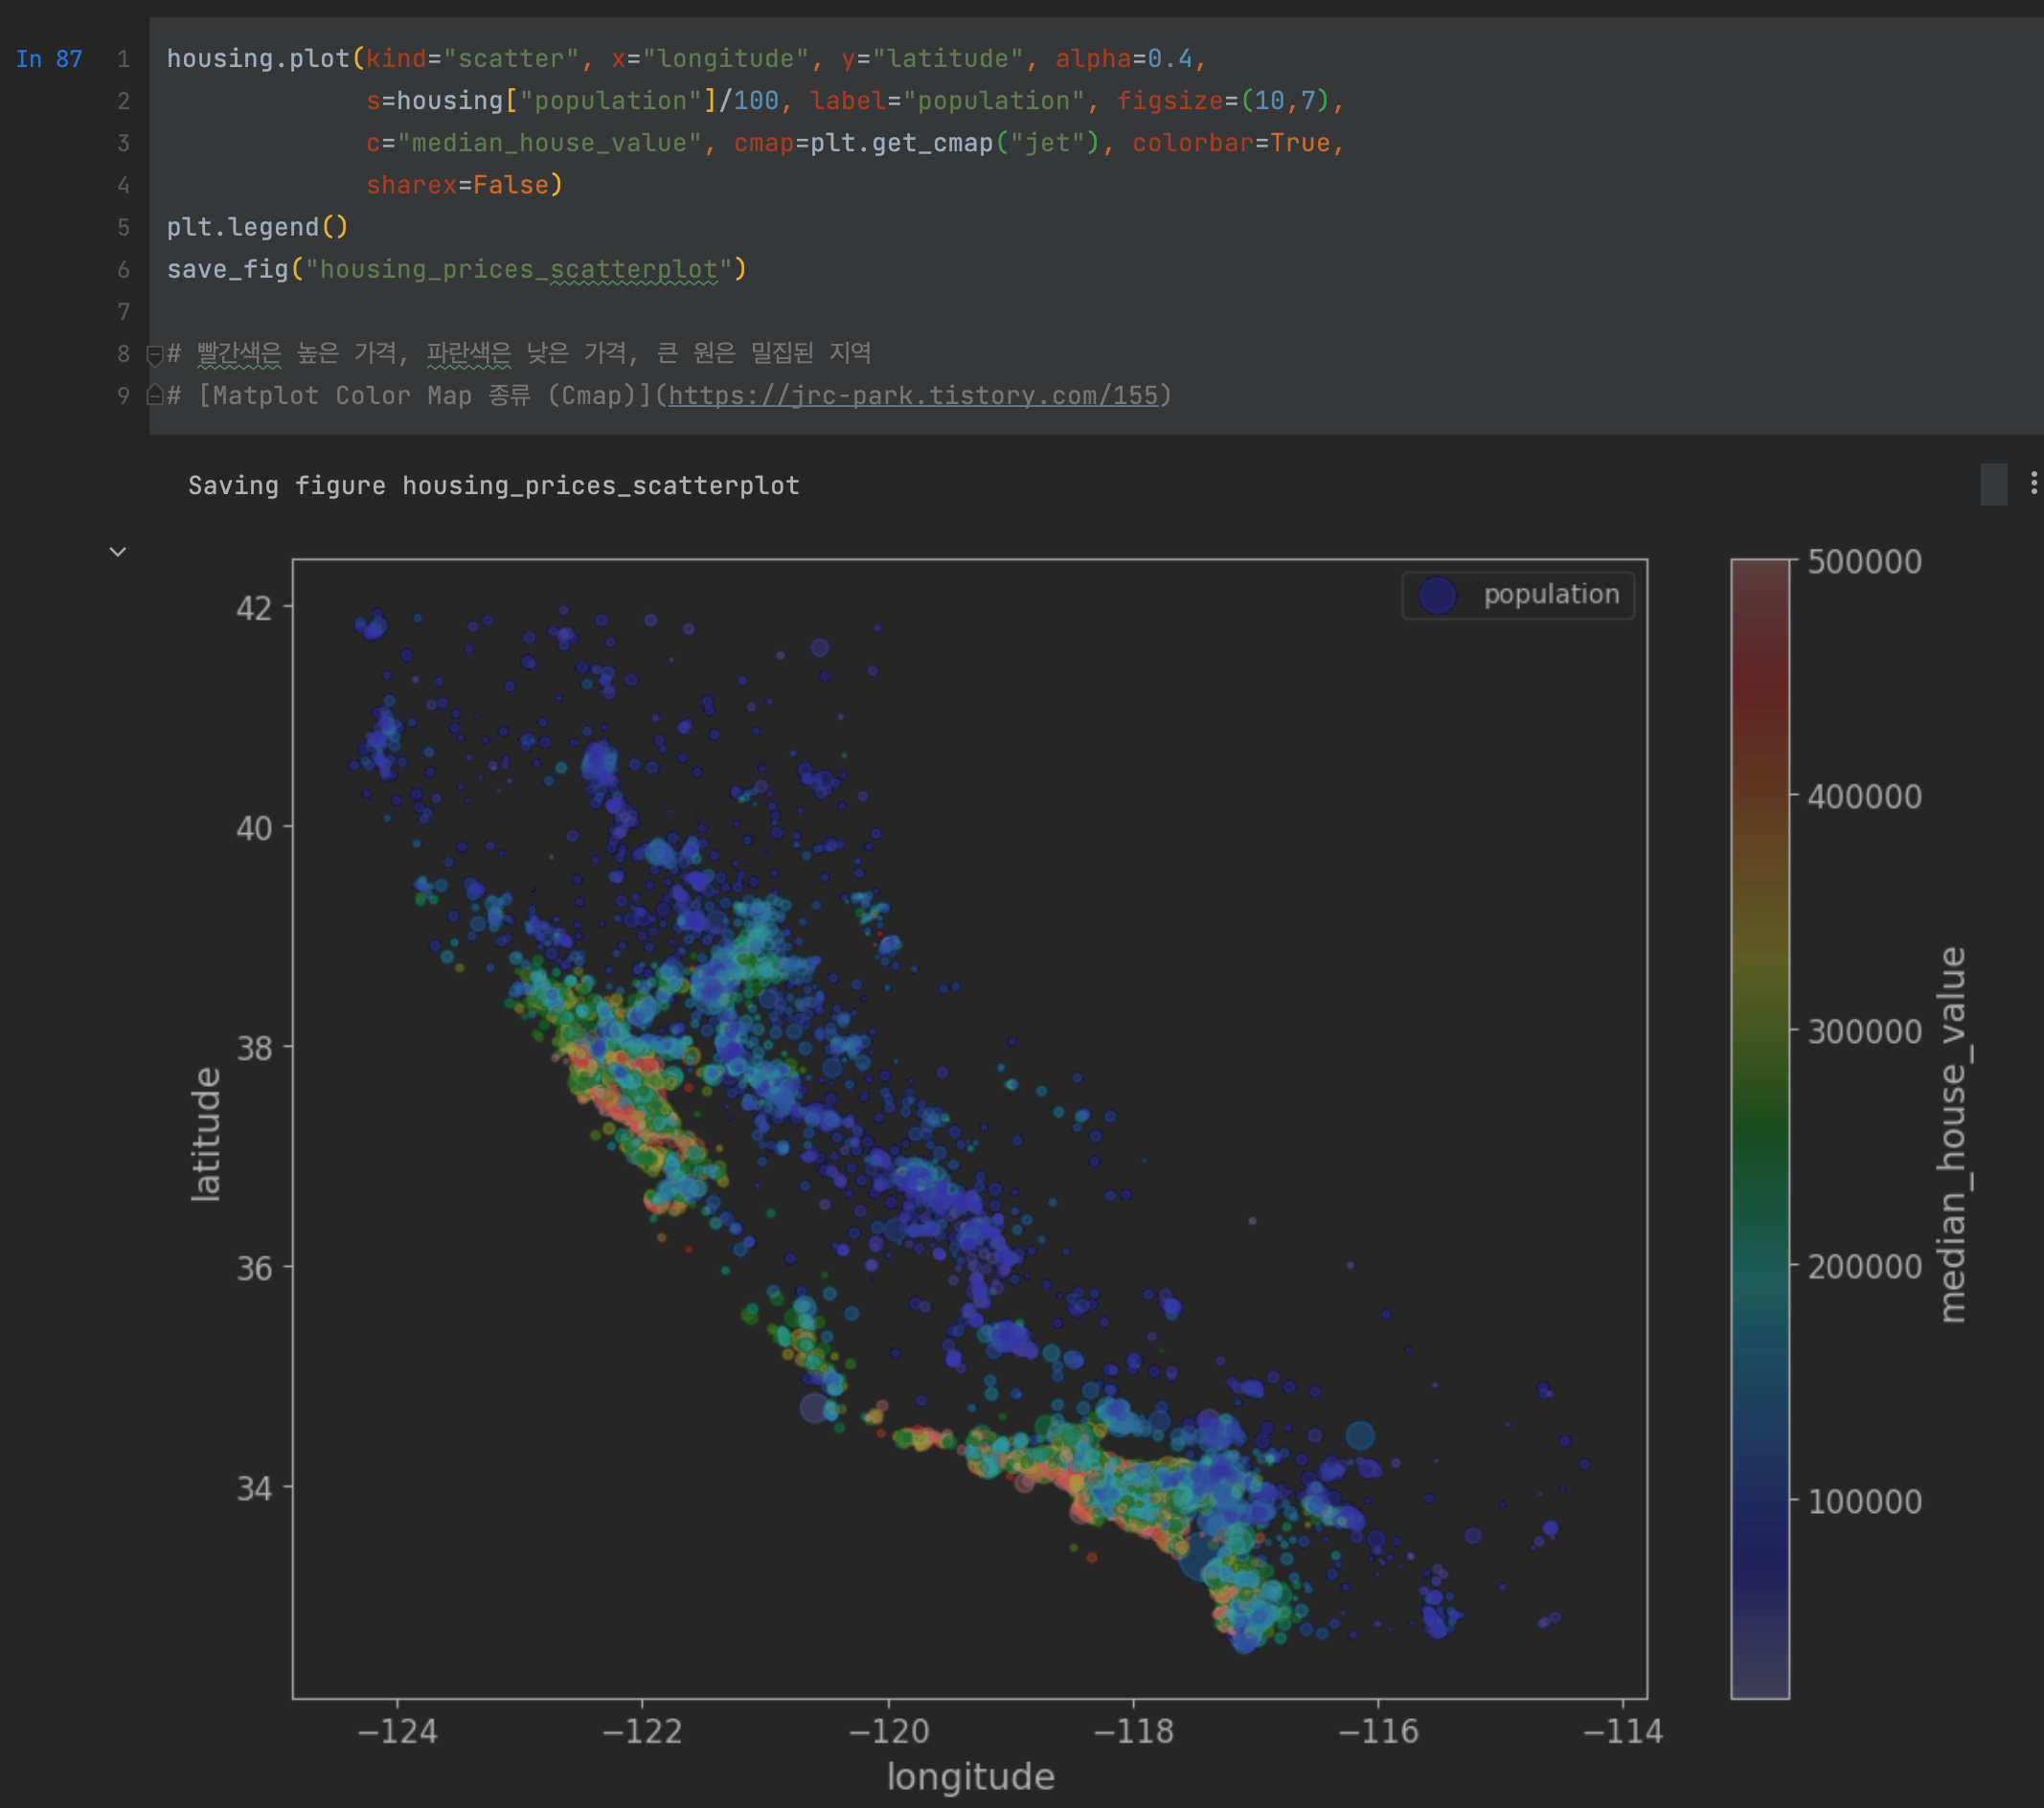 In 87
1 housing.plot(kind="scatter", x="longitude", y="latitude", alpha=0.4,
2 s=housing["population"]/100, label="population", figsize=(10,7),
3 c="median_house_value", cmap=plt.get_cmap("jet"), colorbar=True,
4 sharex=False)
5 plt.legend()
6 save_fig("housing_prices_scatterplot")
7
8 # 빨간색은 높은 가격, 파란색은 낮은 가격, 큰 원은 밀집된 지역
9 # [Matplot Color Map 종류 (Cmap)](https://jrc-park.tistory.com/155)
Saving figure housing_prices_scatterplot
population
42
40
38
36
34
latitude
−124
−122
−120
−118
−116
−114
longitude
500000
400000
300000
200000
100000
median_house_value